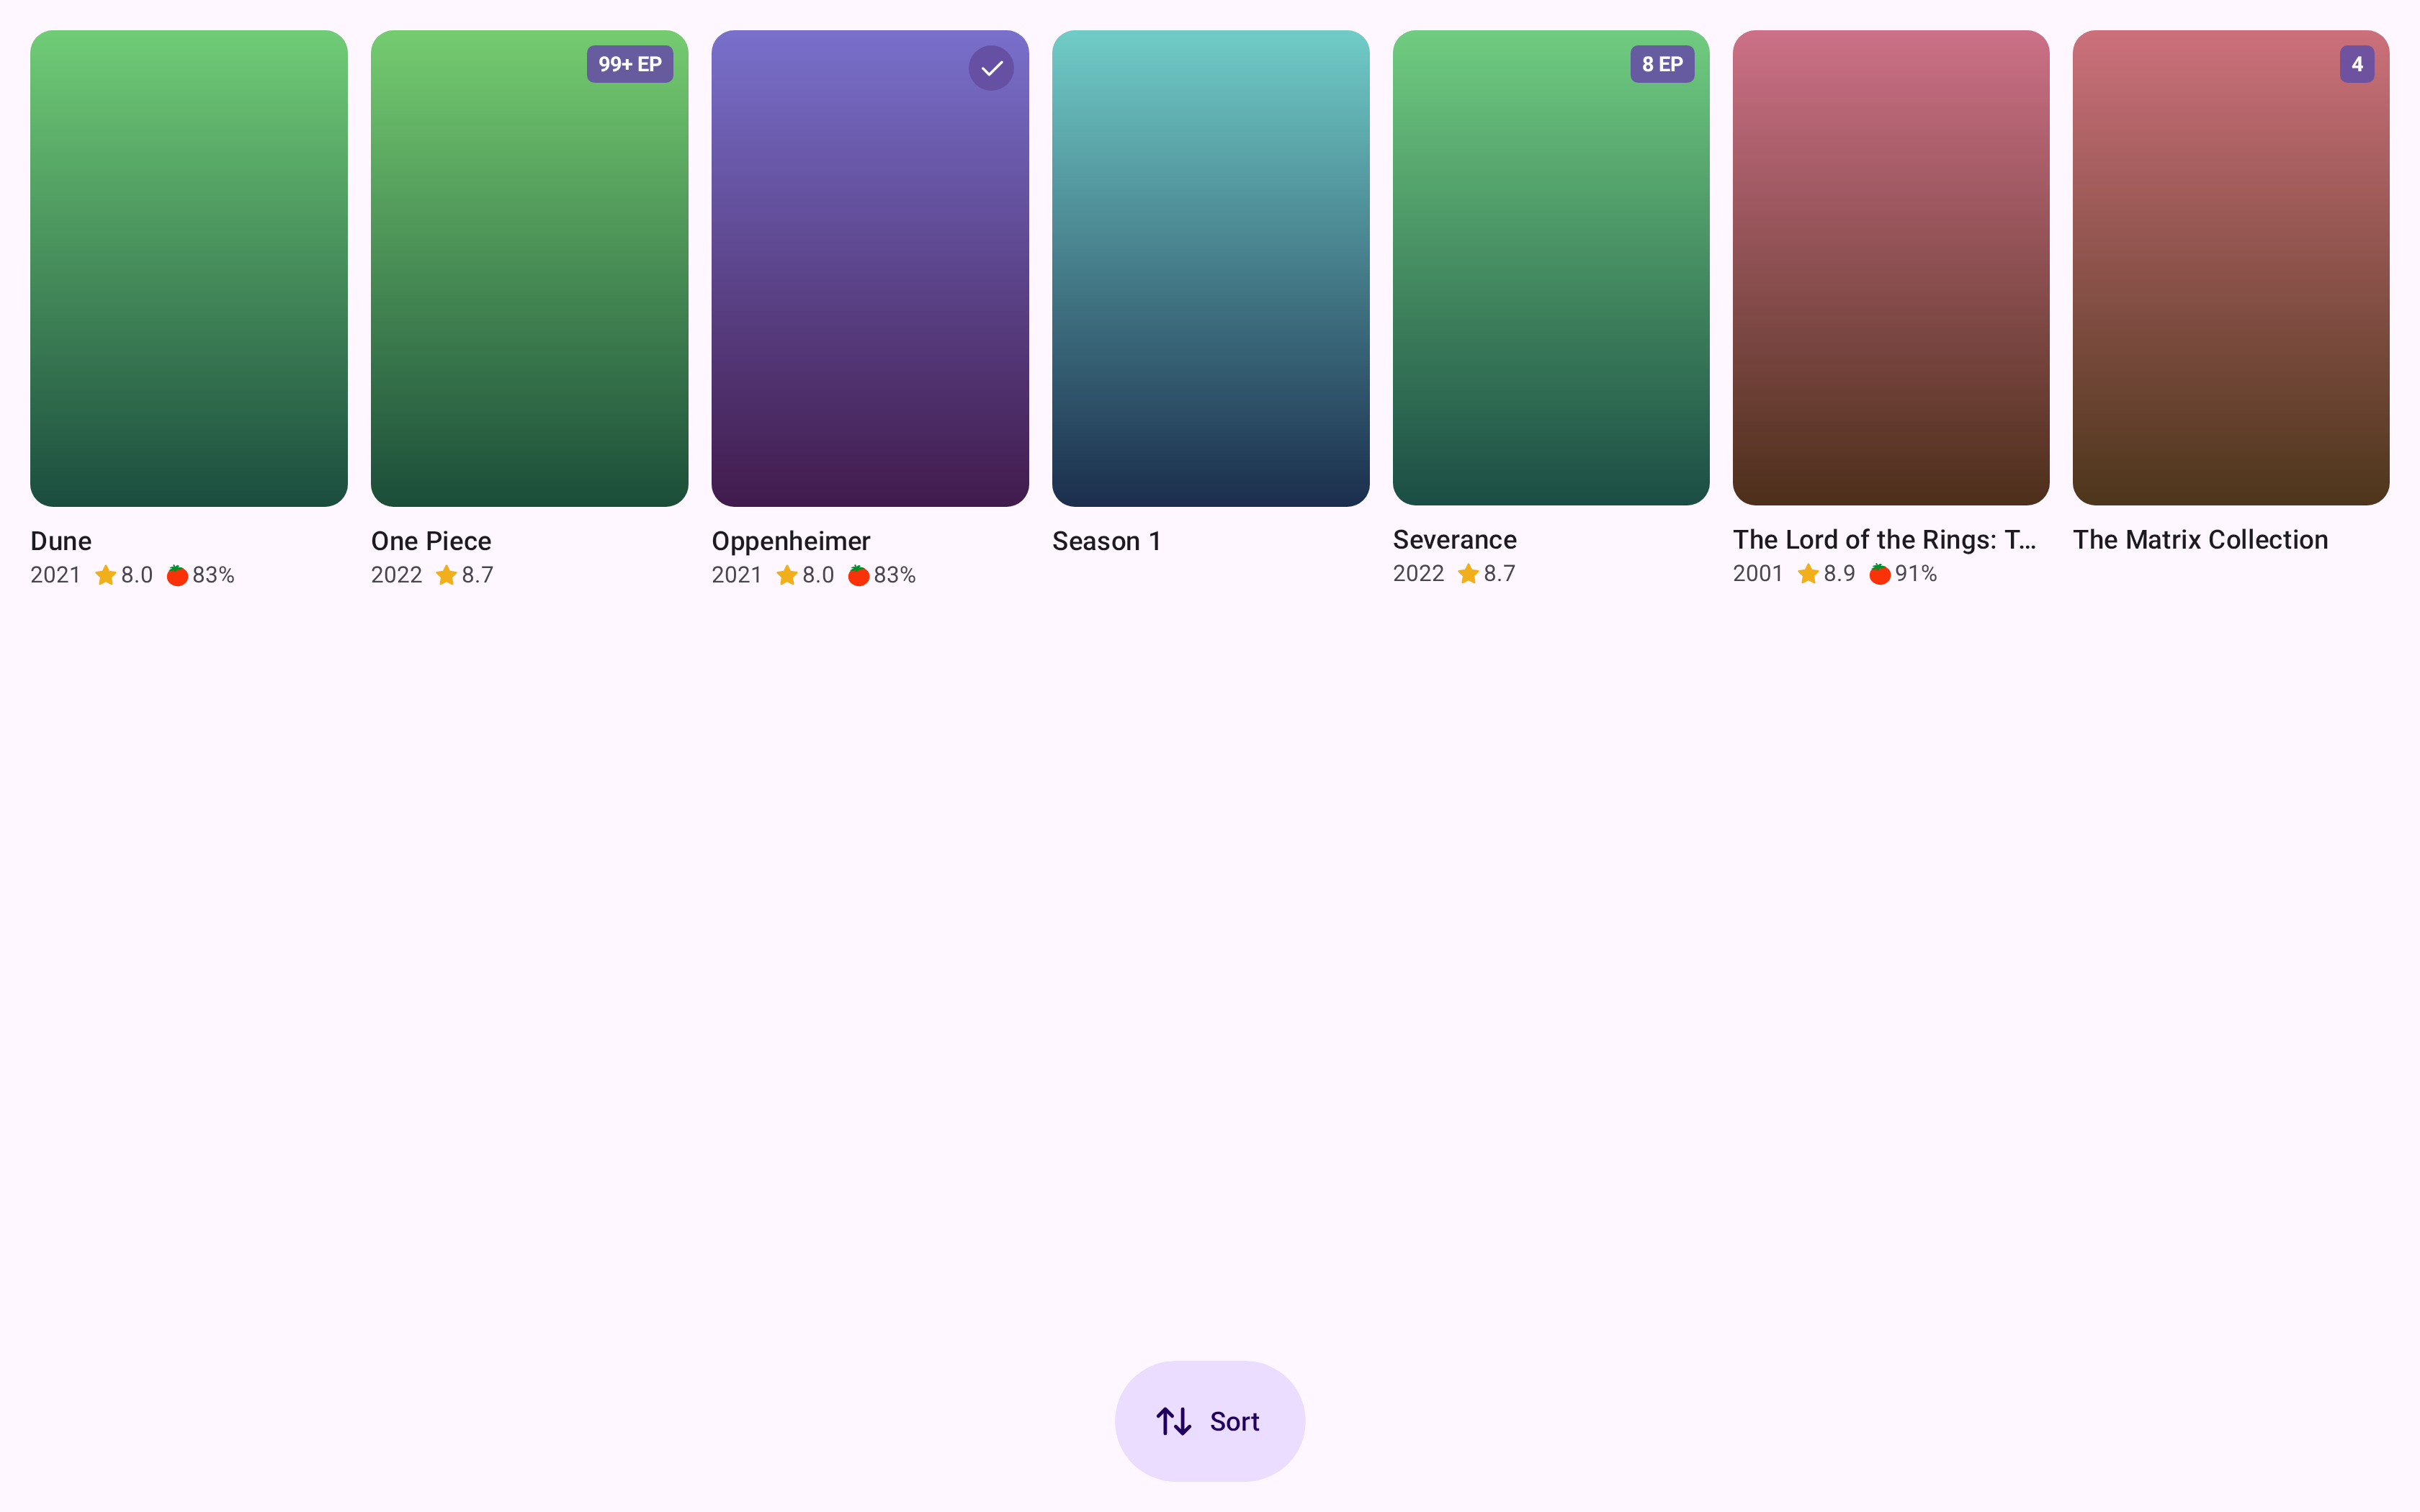 99+ EP
8 EP
4
Dune
2021 8.0 83%
One Piece
2022 8.7
Oppenheimer
2021 8.0 83%
Season 1
Severance
2022 8.7
The Lord of the Rings: T...
2001 8.9 91%
The Matrix Collection
Sort